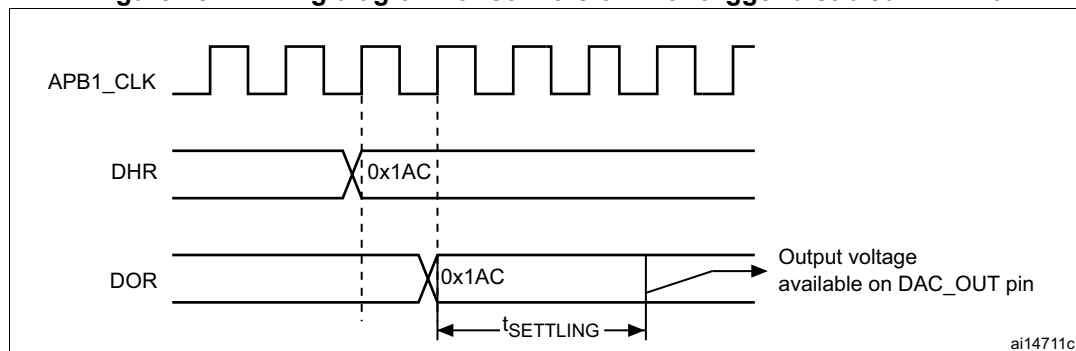 APB1_CLK
DHR
0x1AC
DOR
0x1AC
Output voltage
available on DAC_OUT pin
tSETTLING
ai14711c